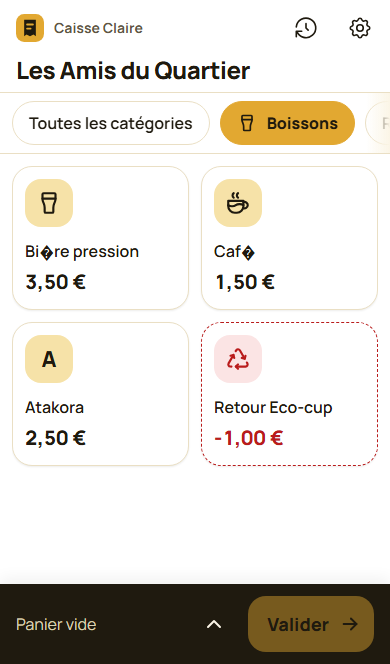 Caisse Claire
Les Amis du Quartier
Toutes les catégories
Boissons
Bi�re pression
Caf�
3,50 €
1,50 €
A
Atakora
Retour Eco-cup
2,50 €
-1,00 €
Panier vide
Valider